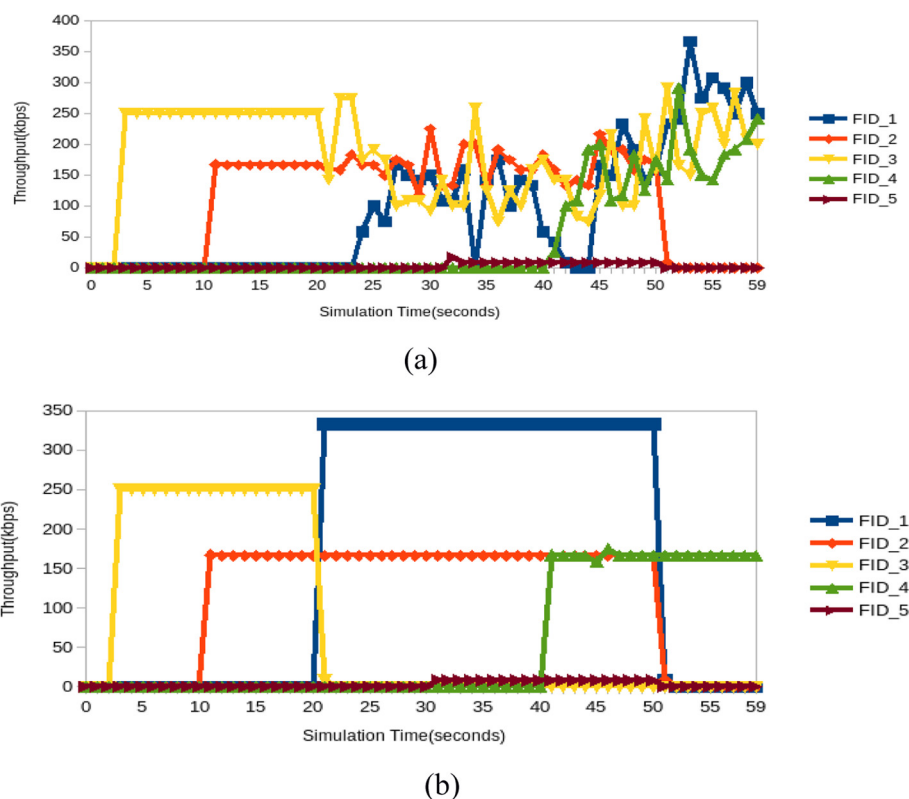 400
350
300
250
200
150
100
50
0
Throughput(kbps)
0 5 10 15 20 25 30 35 40 45 50 55 59
Simulation Time(seconds)
FID_1
FID_2
FID_3
FID_4
FID_5
(a)
350
300
250
200
150
100
50
0
Throughput(kbps)
0 5 10 15 20 25 30 35 40 45 50 55 59
Simulation Time(seconds)
FID_1
FID_2
FID_3
FID_4
FID_5
(b)